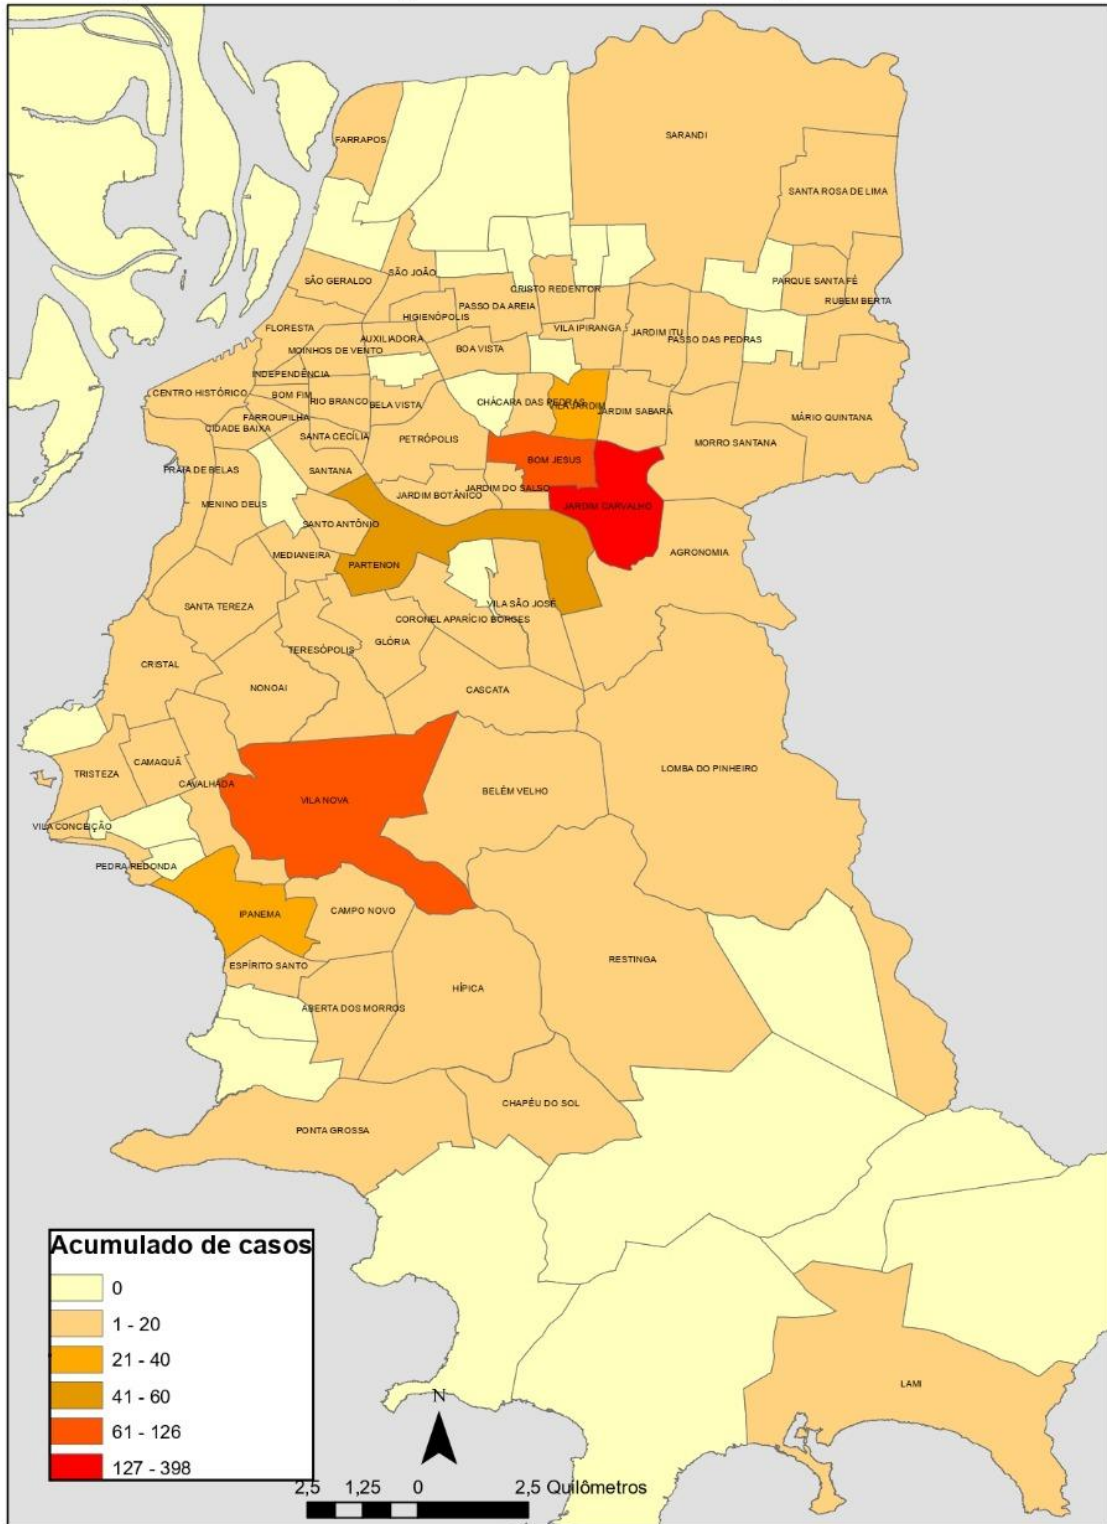 FARRAPOS
SARANDI
SANTA ROSA DE LIMA
SÃO JOÃO
SÃO GERALDO
PARQUE SANTA FÉ
CRISTO REDENTOR
RUBEM BERTA
PASSO DA AREIA
HIGIENÓPOLIS
FLORESTA
VILA IPIRANGA
JARDIM ITU
PASSO DAS PEDRAS
AUXILIADORA
MOINHOS DE VENTO
BOA VISTA
INDEPENDÊNCIA
CENTRO HISTÓRICO
BOM FIM
RIO BRANCO
BELA VISTA
CHÁCARA DAS PEDRAS
VILA JARDIM
JARDIM SABARÁ
MÁRIO QUINTANA
FARROUPILHA
CIDADE BAIXA
SANTA CECÍLIA
PETRÓPOLIS
MORRO SANTANA
BOM JESUS
PRAIA DE BELAS
SANTANA
JARDIM DO SALSO
JARDIM BOTÂNICO
MENINO DEUS
JARDIM CARVALHO
SANTO ANTÔNIO
MEDIANEIRA
AGRONOMIA
PARTENON
SANTA TEREZA
VILA SÃO JOSÉ
CORONEL APARÍCIO BORGES
GLÓRIA
TERESÓPOLIS
CRISTAL
NONOAI
CASCATA
CAMAQUÃ
TRISTEZA
LOMBA DO PINHEIRO
CAVALHADA
BELÉM VELHO
VILA NOVA
VILA CONCEIÇÃO
PEDRA REDONDA
IPANEMA
CAMPO NOVO
RESTINGA
ESPÍRITO SANTO
HÍPICA
ABERTA DOS MORROS
CHAPÉU DO SOL
PONTA GROSSA
LAMI
Acumulado de casos
0
1 - 20
21 - 40
41 - 60
61 - 126
127 - 398
N
2,5 1,25 0 2,5 Quilômetros